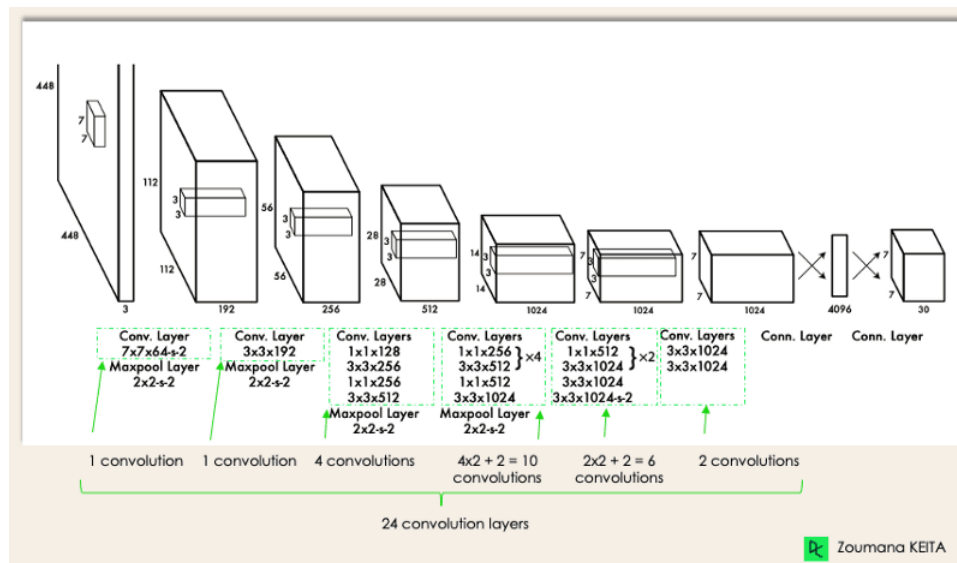 448
7
7
448
3
112
3
3
112
192
56
3
3
56
256
28
3
3
28
512
14
3
3
14
1024
7
3
3
7
1024
7
7
1024
4096
7
7
30
Conv. Layer
7x7x64-s-2
Maxpool Layer
2x2-s-2
Conv. Layer
3x3x192
Maxpool Layer
2x2-s-2
Conv. Layers
1x1x128
3x3x256
1x1x256
3x3x512
Maxpool Layer
2x2-s-2
Conv. Layers
1x1x256
3x3x512 }×4
1x1x512
3x3x1024
Maxpool Layer
2x2-s-2
Conv. Layers
1x1x512
3x3x1024 }×2
3x3x1024
3x3x1024-s-2
Conv. Layers
3x3x1024
3x3x1024
Conn. Layer
Conn. Layer
1 convolution
1 convolution
4 convolutions
4x2 + 2 = 10
convolutions
2x2 + 2 = 6
convolutions
2 convolutions
24 convolution layers
DC Zoumana KEITA